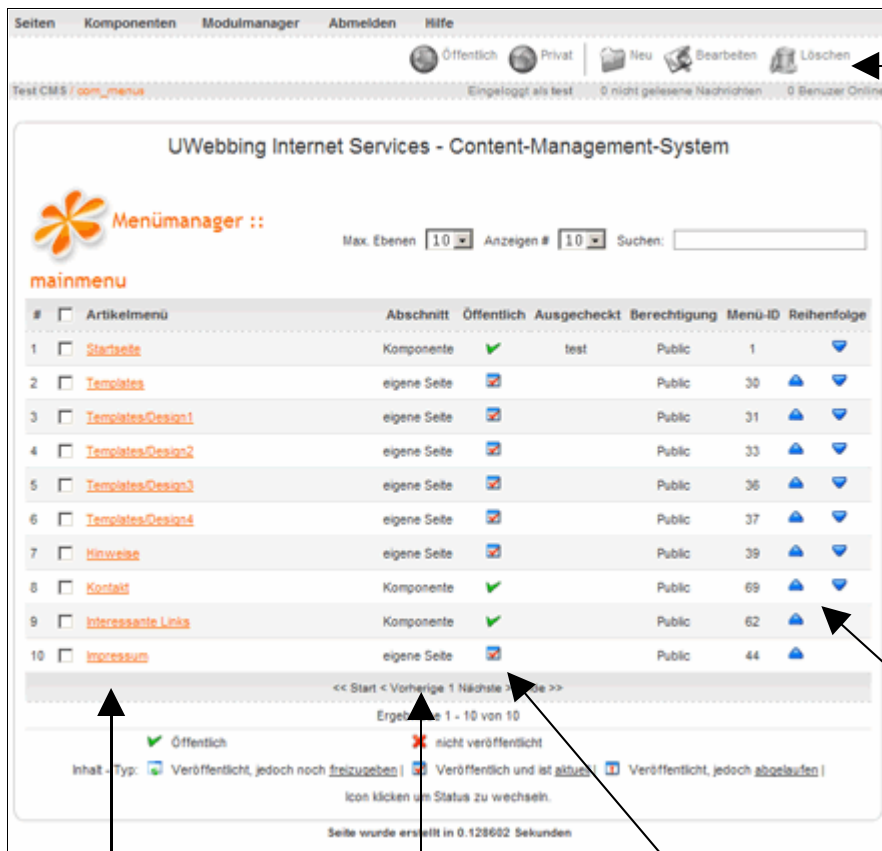 Seiten Komponenten Modulmanager Abmelden Hilfe
Öffentlich Privat Neu Bearbeiten Löschen
Test CMS / com_menus Eingeloggt als test 0 nicht gelesene Nachrichten 0 Benuzer Online
UWebbing Internet Services - Content-Management-System
Menümanager ::
Max. Ebenen 10 Anzeigen # 10 Suchen:
mainmenu
# Artikelmenü Abschnitt Öffentlich Ausgecheckt Berechtigung Menü-ID Reihenfolge
1 Startseite Komponente test Public 1
2 Templates eigene Seite Public 30
3 Templates/Design1 eigene Seite Public 31
4 Templates/Design2 eigene Seite Public 33
5 Templates/Design3 eigene Seite Public 36
6 Templates/Design4 eigene Seite Public 37
7 Hinweise eigene Seite Public 39
8 Kontakt Komponente Public 69
9 Interessante Links Komponente Public 62
10 Impressum eigene Seite Public 44
<< Start < Vorherige 1 Nächste > >>
1 - 10 von 10
Öffentlich nicht veröffentlicht
Inhalt - Typ: Veröffentlicht, jedoch noch freizugeben | Veröffentlich und ist aktuell | Veröffentlicht, jedoch abgelaufen |
Icon klicken um Status zu wechseln.
Seite wurde erstellt in 0.128602 Sekunden